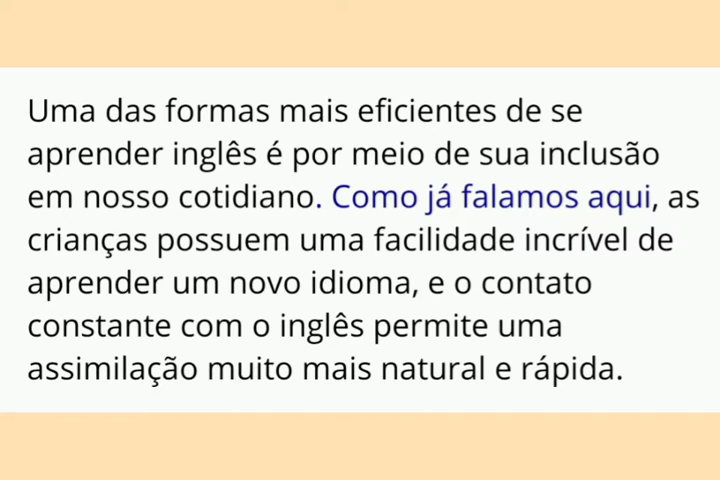 Uma das formas mais eficientes de se
aprender inglês é por meio de sua inclusão
em nosso cotidiano. Como já falamos aqui, as
crianças possuem uma facilidade incrível de
aprender um novo idioma, e o contato
constante com o inglês permite uma
assimilação muito mais natural e rápida.